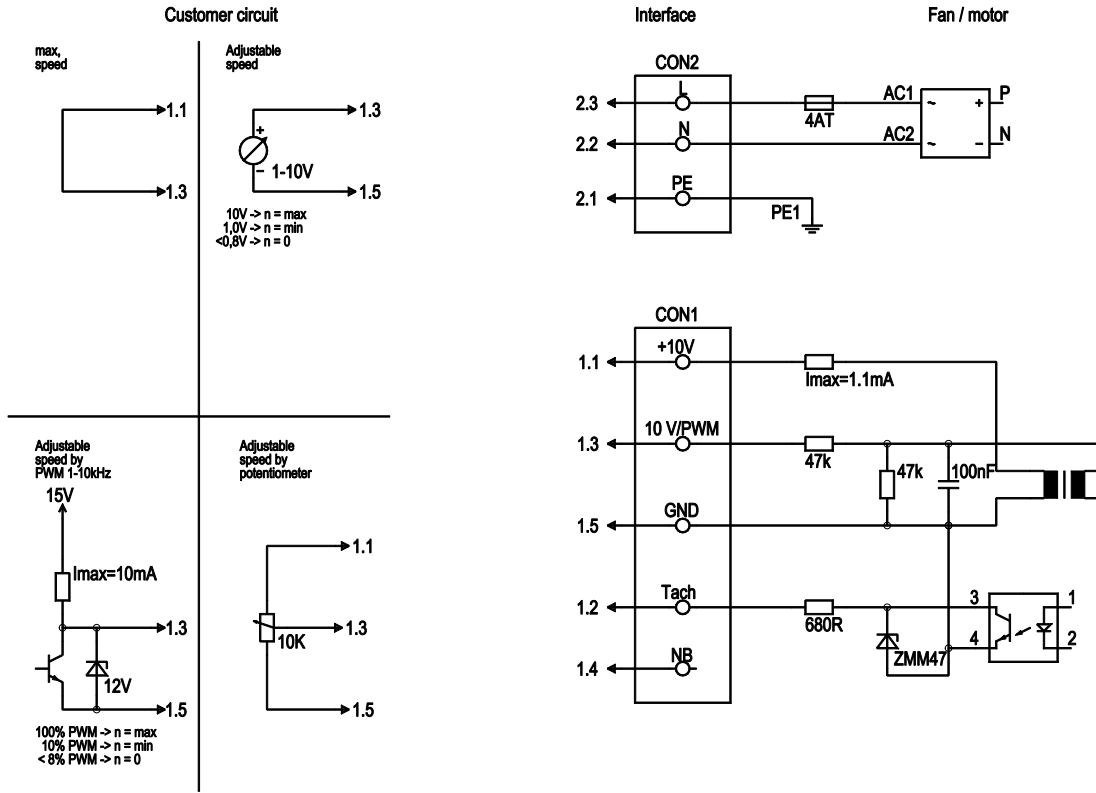 Customer circuit
max,
speed
1.1
1.3
Adjustable
speed
1.3
+
−
1-10V
1.5
10V -> n = max
1,0V -> n = min
<0,8V -> n = 0
Adjustable
speed by
PWM 1-10kHz
15V
Imax=10mA
1.3
12V
1.5
100% PWM -> n = max
10% PWM -> n = min
< 8% PWM -> n = 0
Adjustable
speed by
potentiometer
1.1
1.3
10K
1.5
Interface
Fan / motor
CON2
2.3
L
4AT
AC1
~
+
P
2.2
N
AC2
~
−
N
2.1
PE
PE1
CON1
1.1
+10V
Imax=1.1mA
1.3
10 V/PWM
47k
47k
100nF
1.5
GND
1.2
Tach
680R
3
1
4
2
ZMM47
1.4
NB